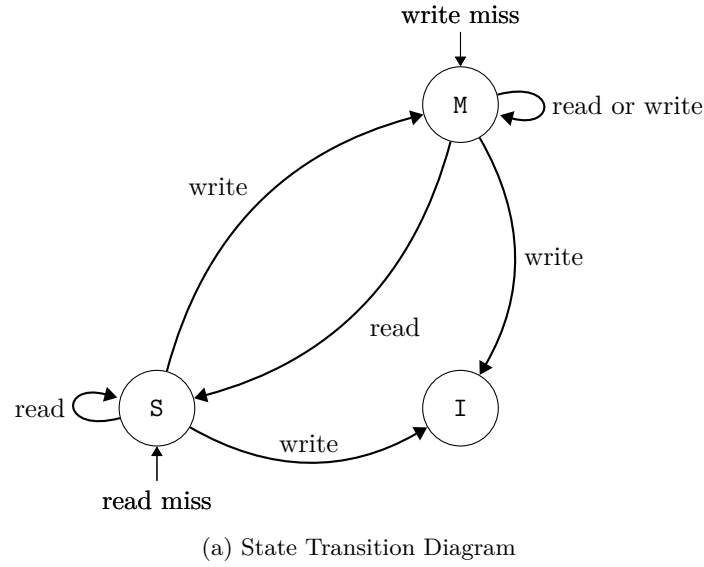 write miss
M
read or write
write
write
read
read
S
I
write
read miss
(a) State Transition Diagram